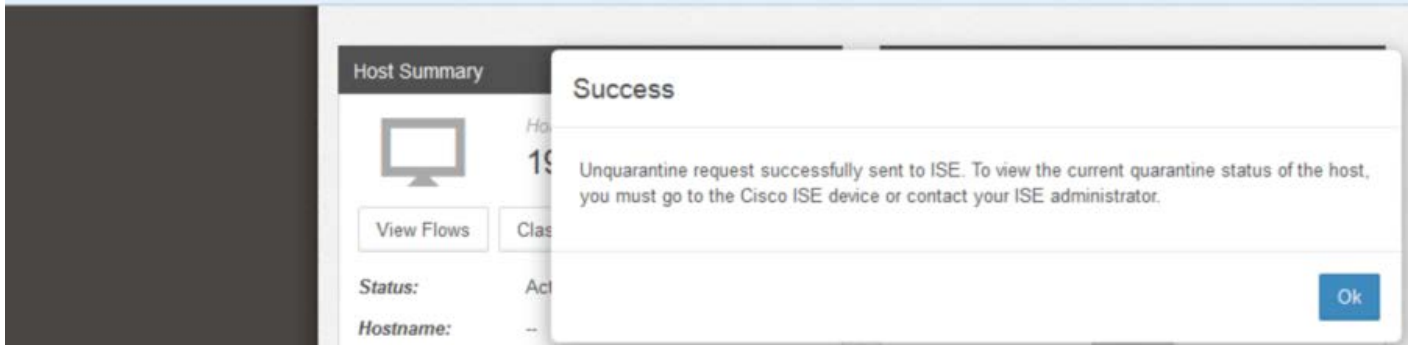 Host Summary
Success
Unquarantine request successfully sent to ISE. To view the current quarantine status of the host,
you must go to the Cisco ISE device or contact your ISE administrator.
View Flows
Status:
Hostname: --
Ok